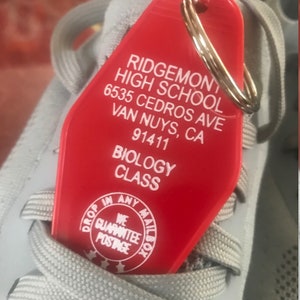 RIDGEMONT
HIGH SCHOOL
6535 CEDROS AVE
VAN NUYS, CA
91411
BIOLOGY
CLASS
DROP IN ANY MAILBOX
WE
GUARANTEE
POSTAGE